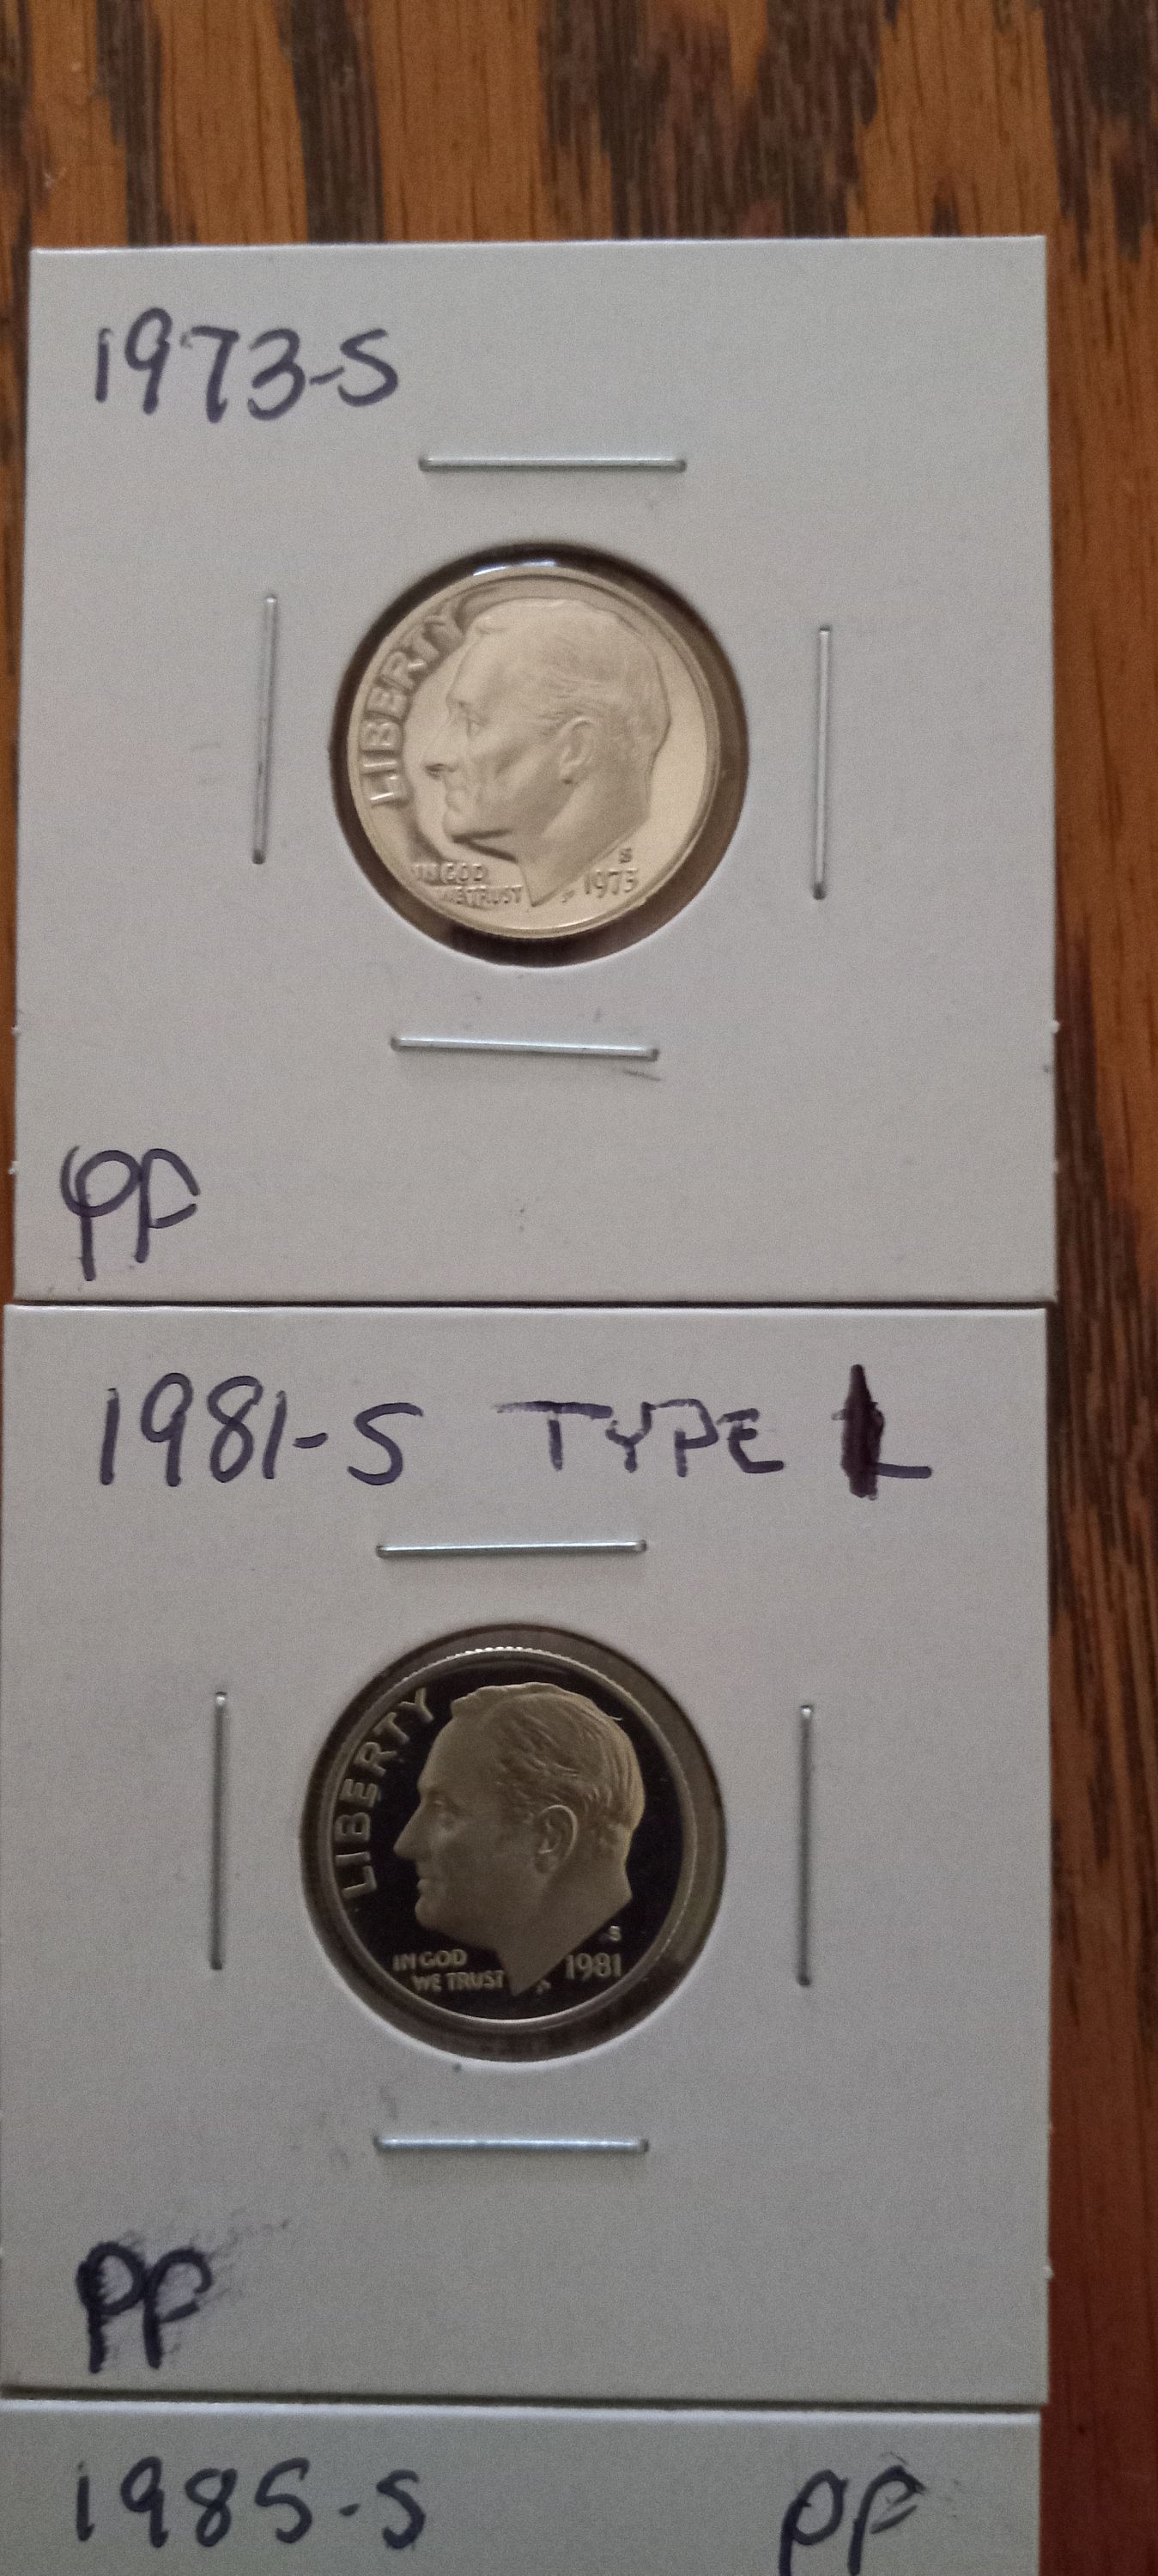 1973-S
LIBERTY
IN GOD
WE TRUST
S
1973
PF
1981-S TYPE 1
LIBERTY
IN GOD
WE TRUST
S
1981
PF
1985-S PF